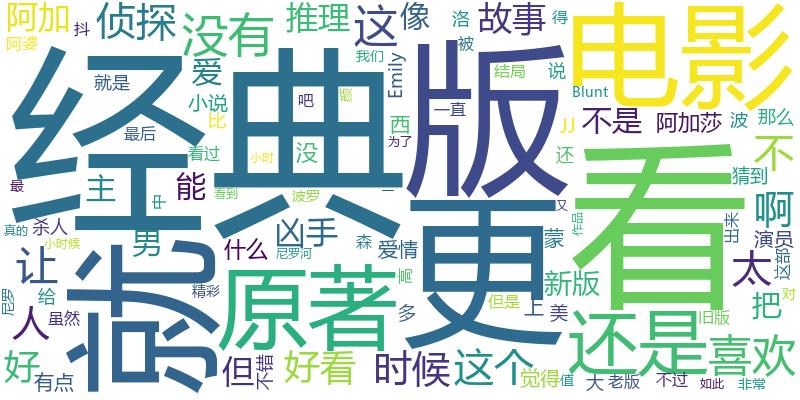 阿加 侦探 没有 推理 这 像 故事 洛 得 电影
阿婆 抖 爱 我们 被 结局 说
经典 版 Emily Blunt
就是 小说 吧 颇 一直
最后 比 西 为了 JJ 不是 阿加莎 波 那么
看过 小时 没 还 不
最 主 能 看到 波罗 一 看 猜到
真的 中 更 又 作品 啊
杀人 男 凶手 森 爱情 蒙 出来 演员
小时候 什么 尼罗河 这部
让 就 原著 高 新版 太
尼罗 给 精彩 但是 把 对
人 虽然 多 上 美 旧版
好 有点 但 不错 好看 时候 这个 还是 喜欢
觉得 值 大 老版 不过 如此 非常